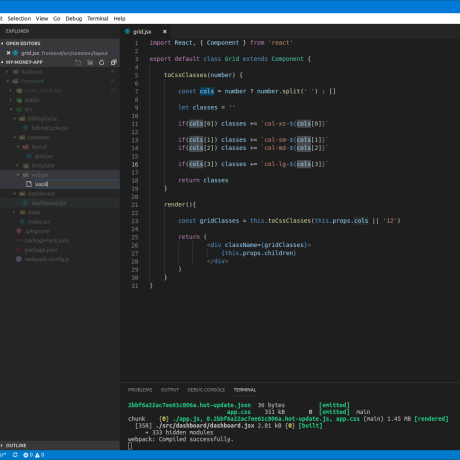 it Selection View Go Debug Terminal Help
EXPLORER
OPEN EDITORS
grid.jsx frontend/src/common/layout
MY-MONEY-APP
backend
frontend
node_modules
public
src
billingCycle
billingCycle.jsx
common
layout
grid.jsx
template
widget
dashboard
dashboard.jsx
main
index.jsx
.gitignore
package-lock.json
package.json
webpack.config.js
OUTLINE
0 0
grid.jsx
1 import React, { Component } from 'react'
2
3 export default class Grid extends Component {
4
5 toCssClasses(number) {
6
7 const cols = number ? number.split(' ') : []
8
9 let classes = ''
10
11 if(cols[0]) classes += `col-xs-${cols[0]}`
12
13 if(cols[1]) classes += `col-sm-${cols[1]}`
14 if(cols[2]) classes += `col-md-${cols[2]}`
15
16 if(cols[3]) classes += `col-lg-${cols[3]}`
17
18 return classes
19 }
20
21 render(){
22
23 const gridClasses = this.toCssClasses(this.props.cols || '12')
24
25 return (
26 <div className={gridClasses}>
27 {this.props.children}
28 </div>
29 )
30 }
31 }
PROBLEMS OUTPUT DEBUG CONSOLE TERMINAL
2bbf6a22ac7ee61c806a.hot-update.json 36 bytes [emitted]
app.css 351 kB 0 [emitted] main
chunk {0} ./app.js, 0.2bbf6a22ac7ee61c806a.hot-update.js, app.css (main) 1.45 MB [rendered]
[358] ./src/dashboard/dashboard.jsx 2.81 kB {0} [built]
+ 333 hidden modules
webpack: Compiled successfully.